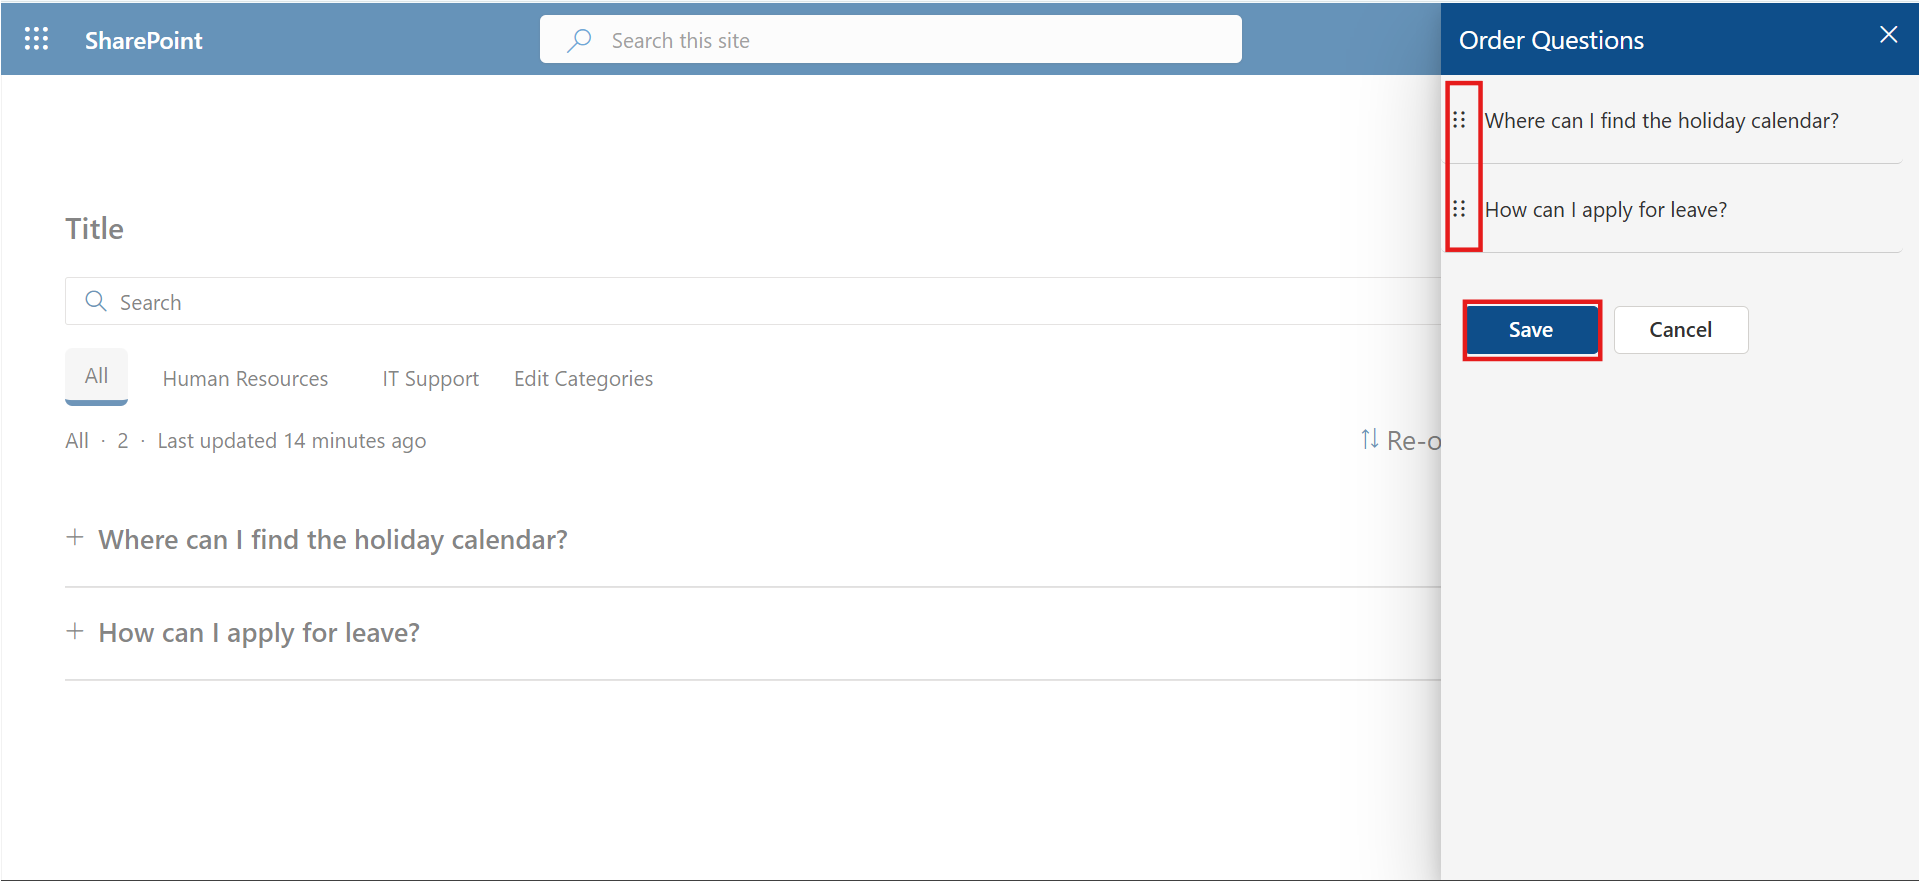 SharePoint
Search this site
Order Questions
Where can I find the holiday calendar?
How can I apply for leave?
Save Cancel
Title
Search
All Human Resources IT Support Edit Categories
All · 2 · Last updated 14 minutes ago
Re-o
Where can I find the holiday calendar?
How can I apply for leave?